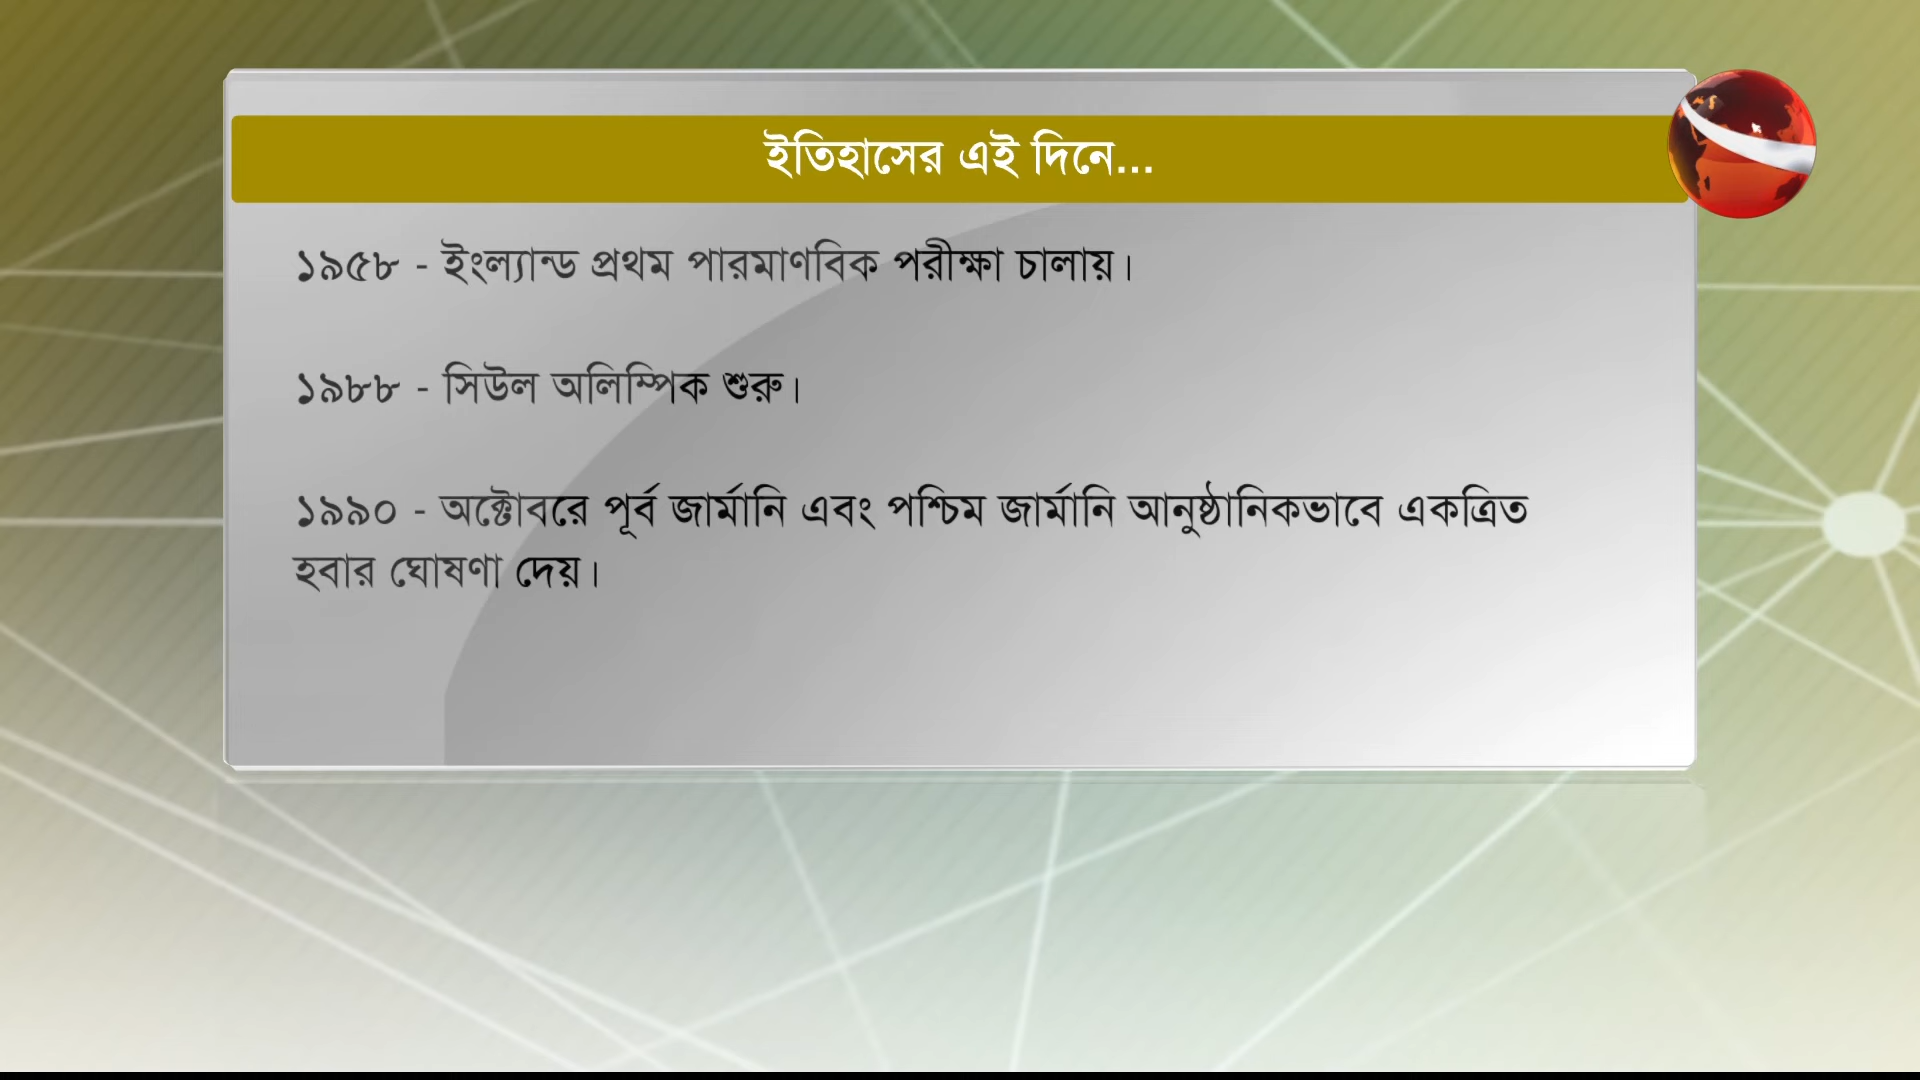 ইতিহাসের এই দিনে...
১৯৫৮ - ইংল্যান্ড প্রথম পারমাণবিক পরীক্ষা চালায়।
১৯৮৮ - সিউল অলিম্পিক শুরু।
১৯৯০ - অক্টোবরে পূর্ব জার্মানি এবং পশ্চিম জার্মানি আনুষ্ঠানিকভাবে একত্রিত
হবার ঘোষণা দেয়।